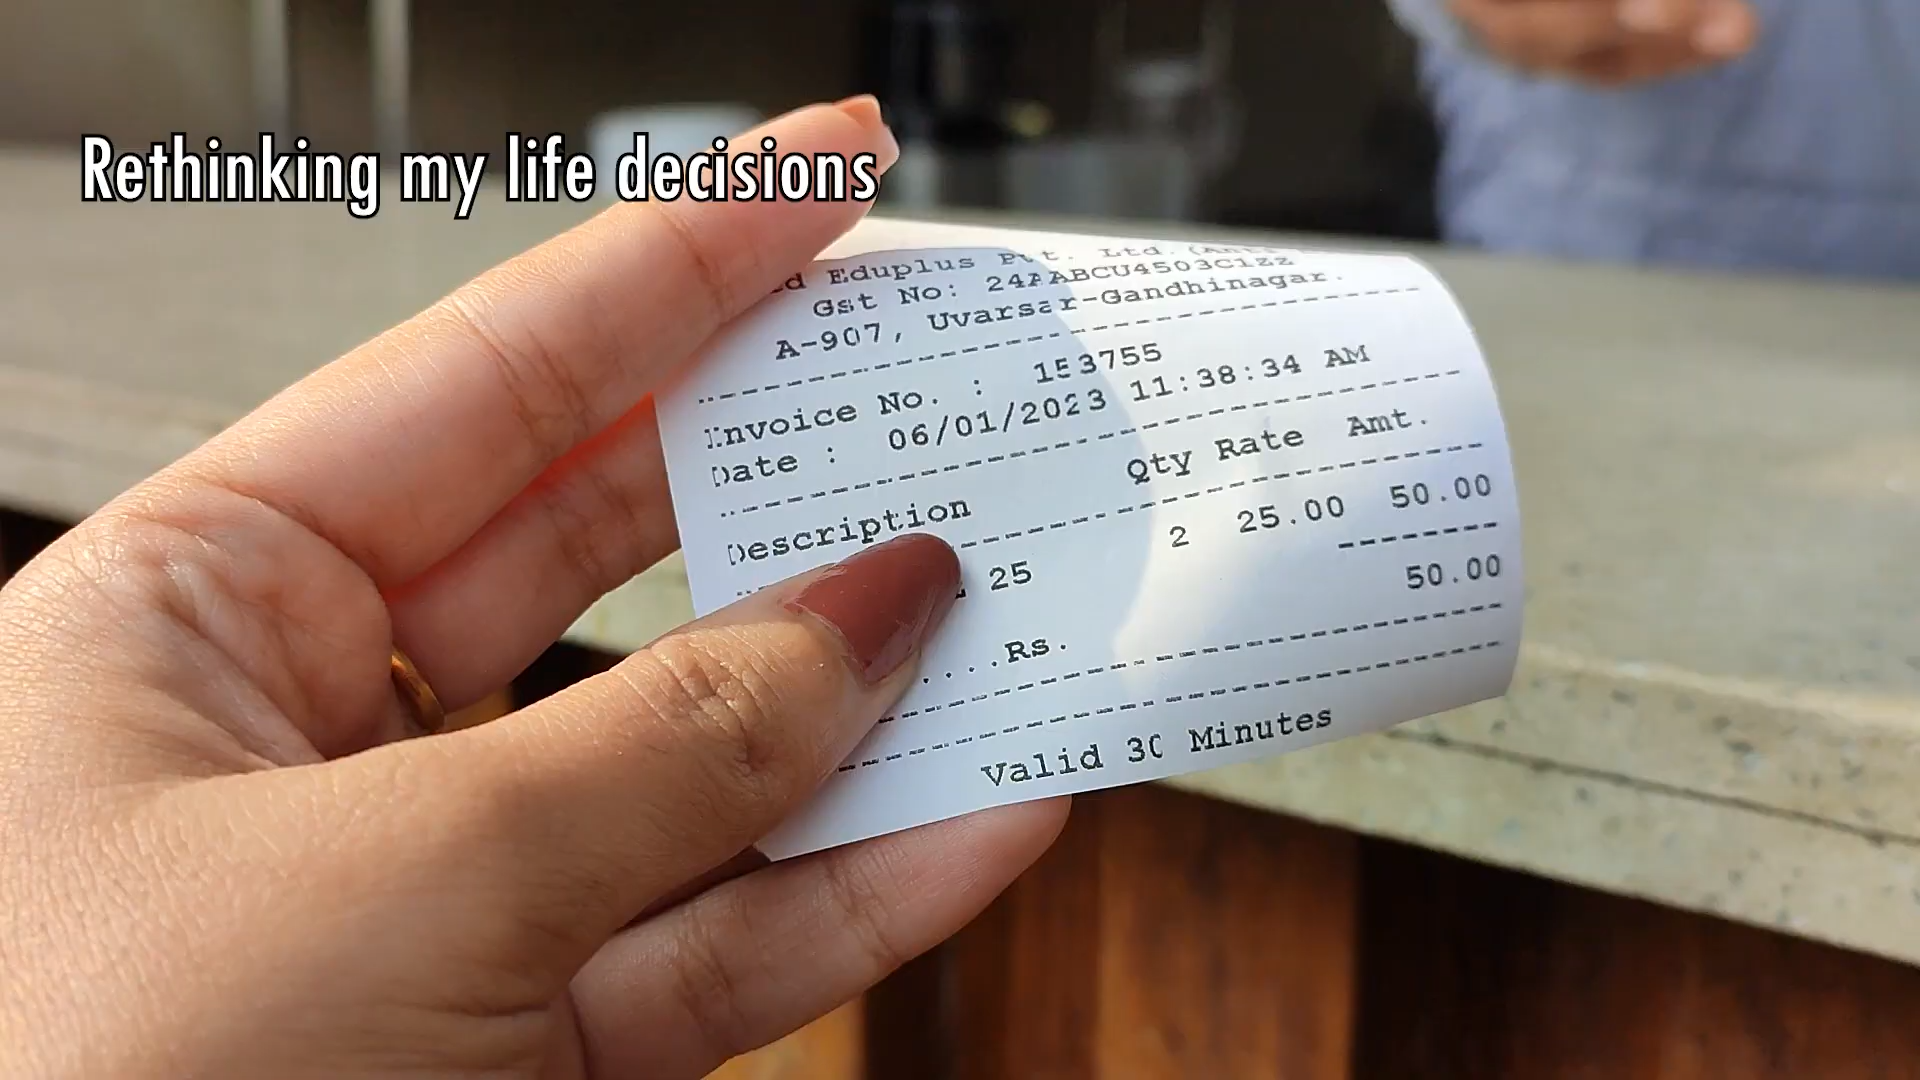 Rethinking my life decisions
Eduplus Pvt. Ltd.
Gst No: 24AABCU4503C1ZZ
A-907, Uvarsar-Gandhinagar.
Invoice No. : 153755
Date : 06/01/2023 11:38:34 AM
Description Qty Rate Amt.
25 2 25.00 50.00
50.00
....Rs.
Valid 30 Minutes